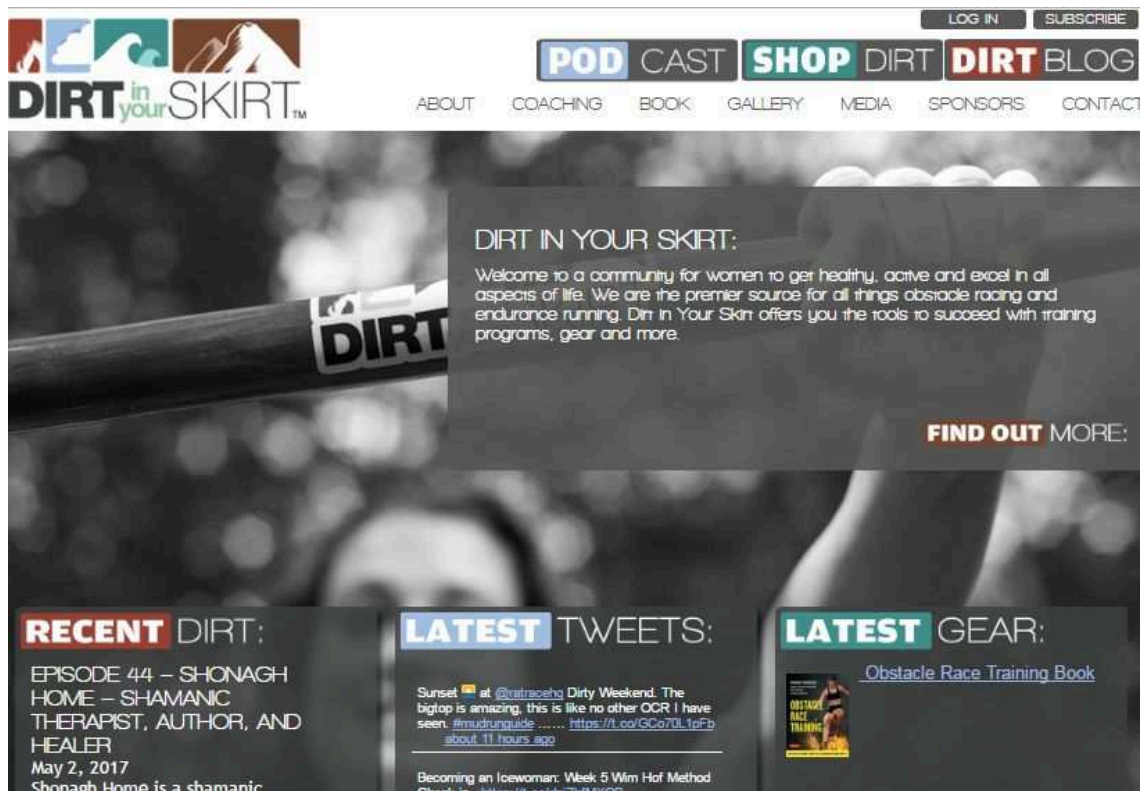 LOG IN SUBSCRIBE
POD CAST SHOP DIRT DIRT BLOG
DIRT in your SKIRT TM
ABOUT COACHING BOOK GALLERY MEDIA SPONSORS CONTACT
DIRT IN YOUR SKIRT:
Welcome to a community for women to get healthy, active and excel in all
aspects of life. We are the premier source for all things obstacle racing and
endurance running. Dirt In Your Skirt offers you the tools to succeed with training
programs, gear and more.
DIRT
FIND OUT MORE:
RECENT DIRT:
EPISODE 44 – SHONAGH
HOME – SHAMANIC
THERAPIST, AUTHOR, AND
HEALER
May 2, 2017
Shonagh Home is a shamanic
LATEST TWEETS:
Sunset at @ratracehq Dirty Weekend. The
bigtop is amazing, this is like no other OCR I have
seen. #mudrunguide …… https://t.co/GCo70L1pFb
about 11 hours ago
Becoming an Icewoman: Week 5 Wim Hof Method
LATEST GEAR:
Obstacle Race Training Book
OBSTACLE
RACE
TRAINING